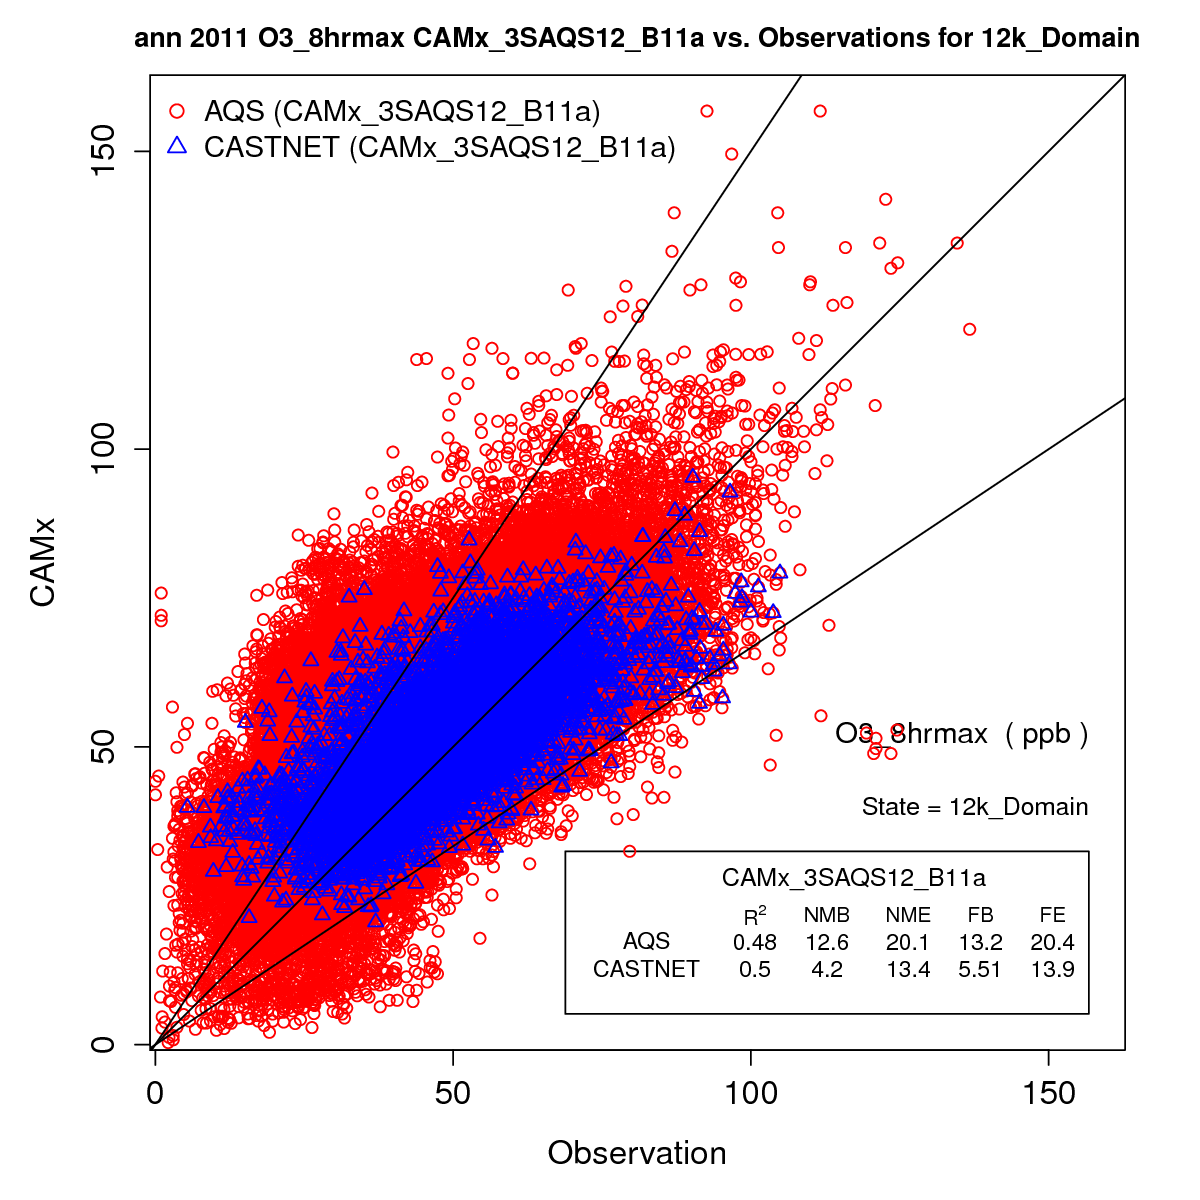 ann 2011 O3_8hrmax CAMx_3SAQS12_B11a vs. Observations for 12k_Domain
AQS (CAMx_3SAQS12_B11a)
CASTNET (CAMx_3SAQS12_B11a)
150
100
50
0
CAMx
O3_8hrmax ( ppb )
State = 12k_Domain
CAMx_3SAQS12_B11a
R² NMB NME FB FE
AQS 0.48 12.6 20.1 13.2 20.4
CASTNET 0.5 4.2 13.4 5.51 13.9
0 50 100 150
Observation